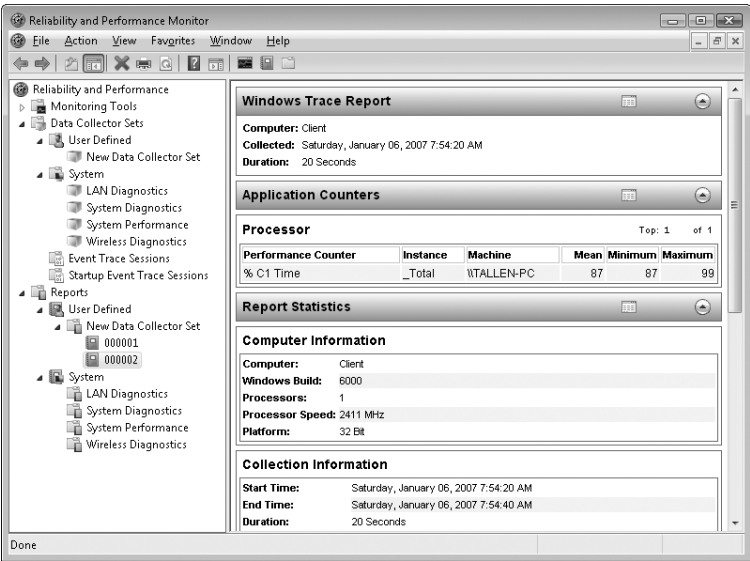 Reliability and Performance Monitor
File Action View Favorites Window Help
Reliability and Performance
Monitoring Tools
Data Collector Sets
User Defined
New Data Collector Set
System
LAN Diagnostics
System Diagnostics
System Performance
Wireless Diagnostics
Event Trace Sessions
Startup Event Trace Sessions
Reports
User Defined
New Data Collector Set
000001
000002
System
LAN Diagnostics
System Diagnostics
System Performance
Wireless Diagnostics
Windows Trace Report
Computer: Client
Collected: Saturday, January 06, 2007 7:54:20 AM
Duration: 20 Seconds
Application Counters
Processor Top: 1 of 1
Performance Counter Instance Machine Mean Minimum Maximum
% C1 Time _Total \\TALLEN-PC 87 87 99
Report Statistics
Computer Information
Computer: Client
Windows Build: 6000
Processors: 1
Processor Speed: 2411 MHz
Platform: 32 Bit
Collection Information
Start Time: Saturday, January 06, 2007 7:54:20 AM
End Time: Saturday, January 06, 2007 7:54:40 AM
Duration: 20 Seconds
Done